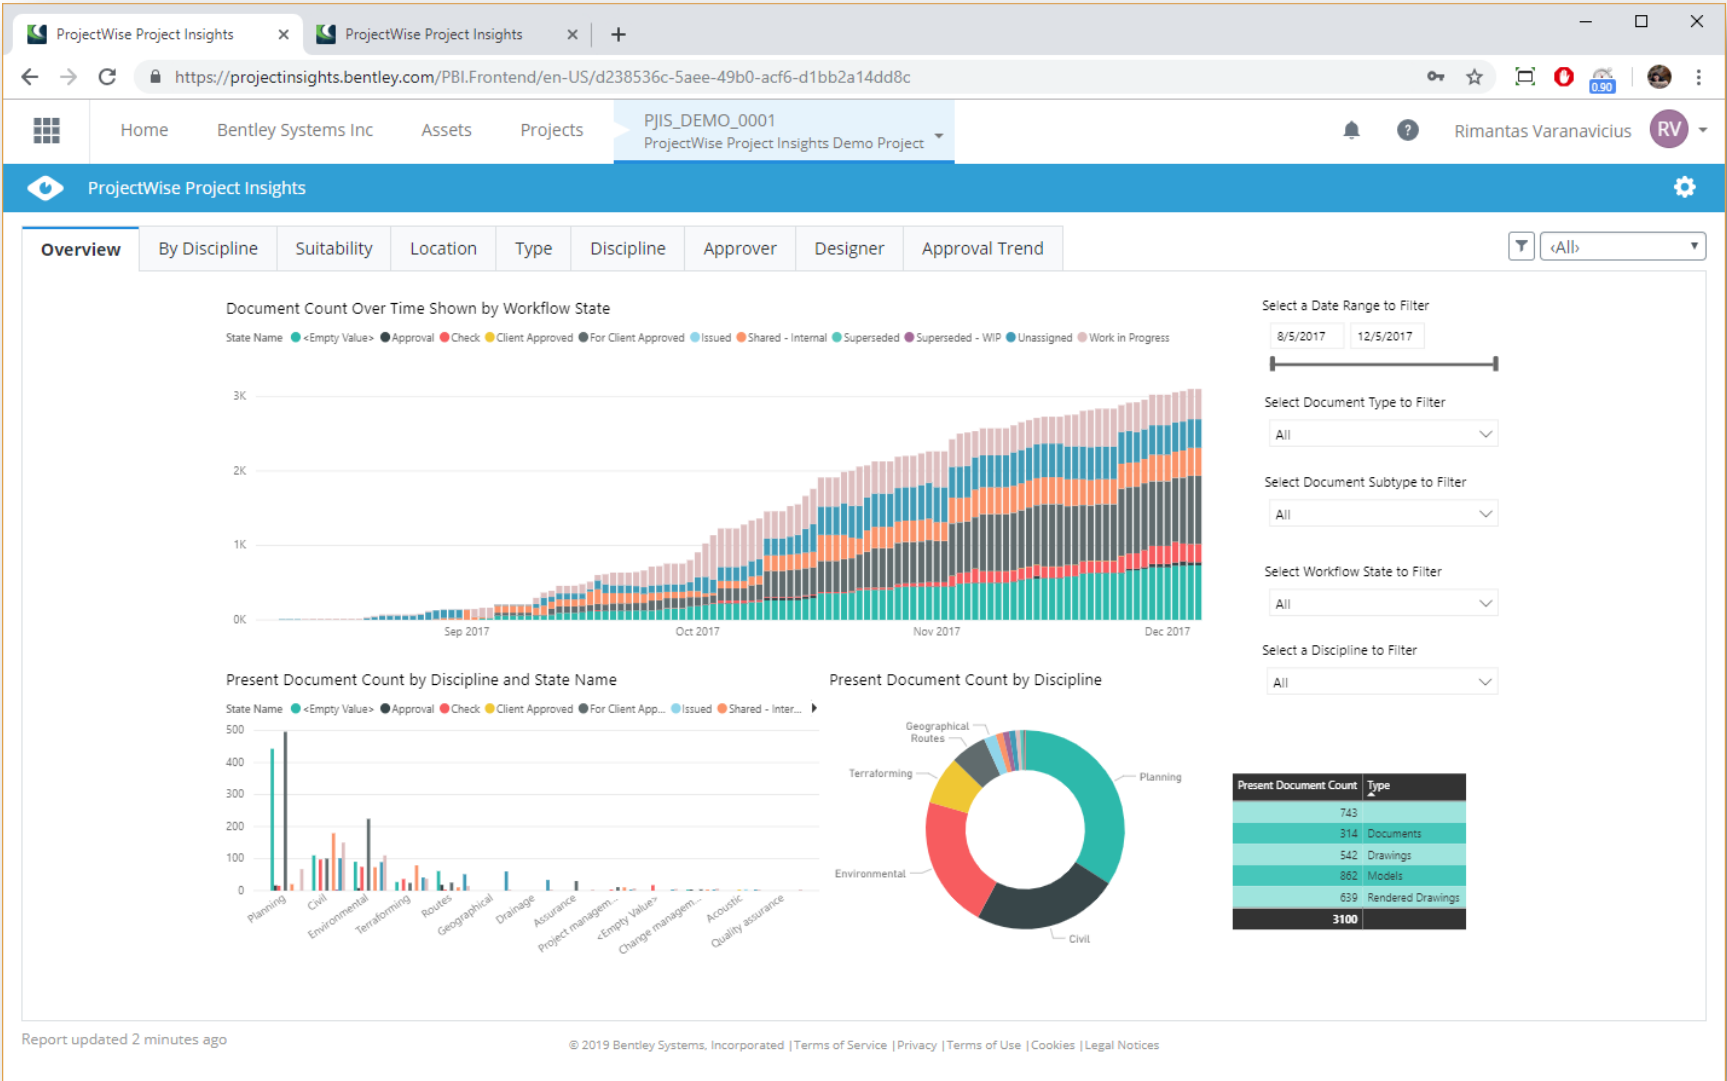 ProjectWise Project Insights
ProjectWise Project Insights
https://projectinsights.bentley.com/PBI.Frontend/en-US/d238536c-5aee-49b0-acf6-d1bb2a14dd8c
0.90
Home Bentley Systems Inc Assets Projects
PJIS_DEMO_0001
ProjectWise Project Insights Demo Project
? Rimantas Varanavicius RV
ProjectWise Project Insights
Overview By Discipline Suitability Location Type Discipline Approver Designer Approval Trend
‹All›
Document Count Over Time Shown by Workflow State
State Name <Empty Value> Approval Check Client Approved For Client Approved Issued Shared - Internal Superseded Superseded - WIP Unassigned Work in Progress
3K
2K
1K
0K
Sep 2017 Oct 2017 Nov 2017 Dec 2017
Select a Date Range to Filter
8/5/2017 12/5/2017
Select Document Type to Filter
All
Select Document Subtype to Filter
All
Select Workflow State to Filter
All
Select a Discipline to Filter
All
Present Document Count by Discipline and State Name
State Name <Empty Value> Approval Check Client Approved For Client App... Issued Shared - Inter...
500
400
300
200
100
0
Planning Civil Environmental Terraforming Routes Geographical Drainage Assurance Project managem... <Empty Value> Change managem... Acoustic Quality assurance
Present Document Count by Discipline
Geographical
Routes
Terraforming
Planning
Environmental
Civil
Present Document Count Type
743
314 Documents
542 Drawings
862 Models
639 Rendered Drawings
3100
Report updated 2 minutes ago
© 2019 Bentley Systems, Incorporated |Terms of Service |Privacy |Terms of Use |Cookies |Legal Notices